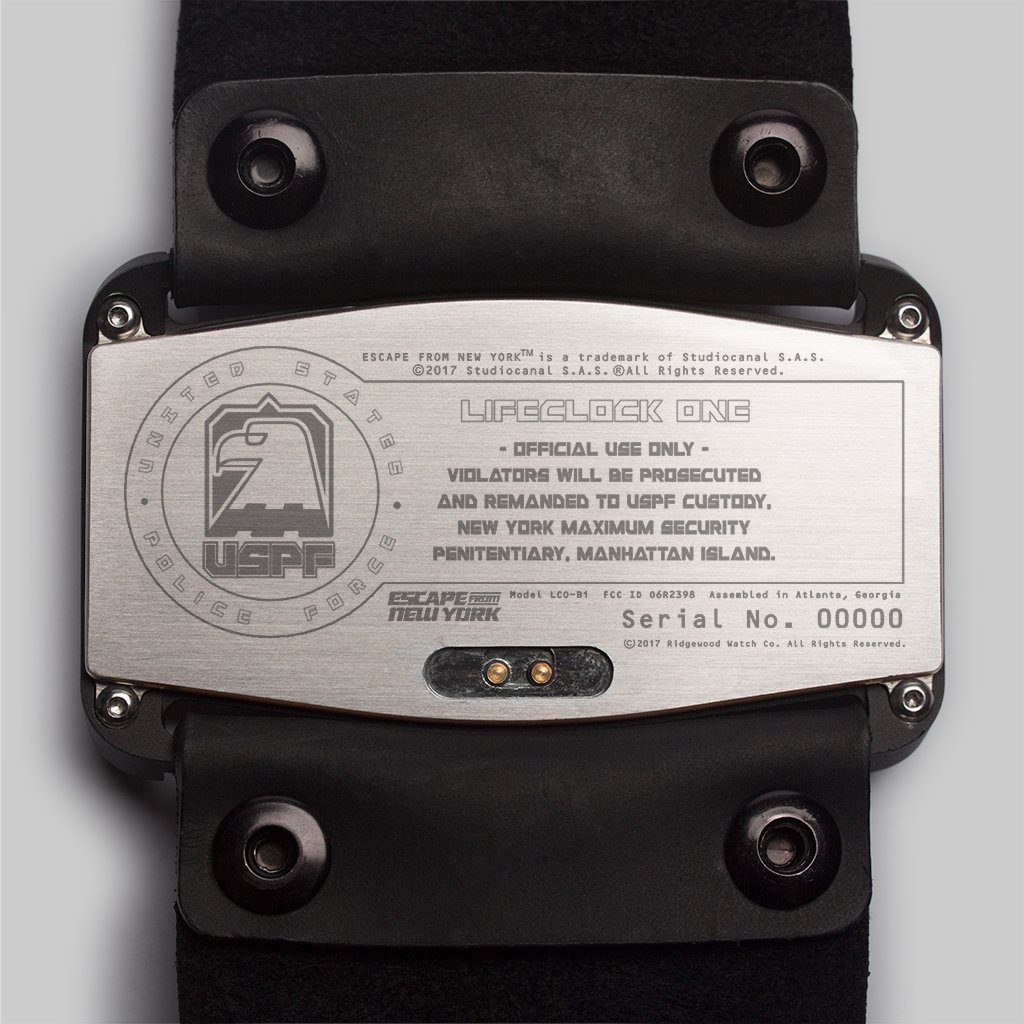 ESCAPE FROM NEW YORK™ is a trademark of Studiocanal S.A.S.
©2017 Studiocanal S.A.S. ®All Rights Reserved.
UNITED STATES
• POLICE FORCE •
USPF
LIFECLOCK ONE
- OFFICIAL USE ONLY -
VIOLATORS WILL BE PROSECUTED
AND REMANDED TO USPF CUSTODY,
NEW YORK MAXIMUM SECURITY
PENITENTIARY, MANHATTAN ISLAND.
ESCAPE FROM
NEW YORK
Model LCO-B1 FCC ID 06R2398 Assembled in Atlanta, Georgia
Serial No. 00000
©2017 Ridgewood Watch Co. All Rights Reserved.